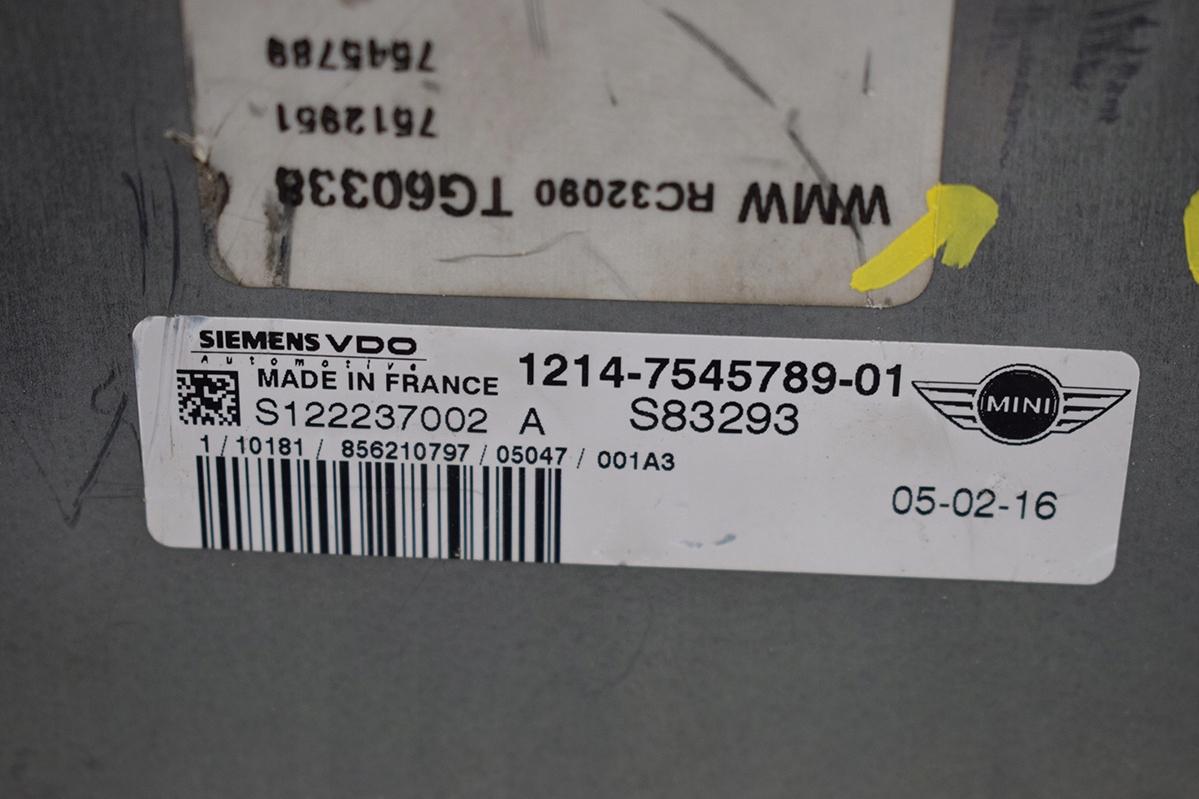 WMW RC32090 TG60338
7512951
7545789
SIEMENS VDO
Automotive
MADE IN FRANCE
1214-7545789-01
S122237002 A S83293
MINI
1/10181/ 856210797/05047/ 001A3
05-02-16